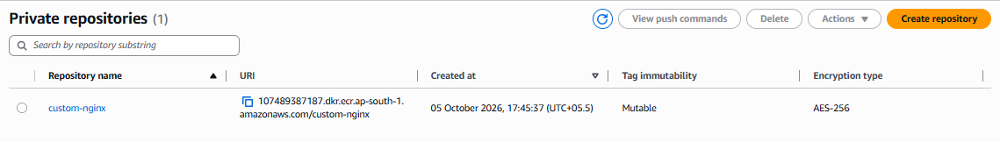 Private repositories (1)
View push commands
Delete
Actions
Create repository
Search by repository substring
Repository name
URI
Created at
Tag immutability
Encryption type
custom-nginx
107489387187.dkr.ecr.ap-south-1.
amazonaws.com/custom-nginx
05 October 2026, 17:45:37 (UTC+05.5)
Mutable
AES-256